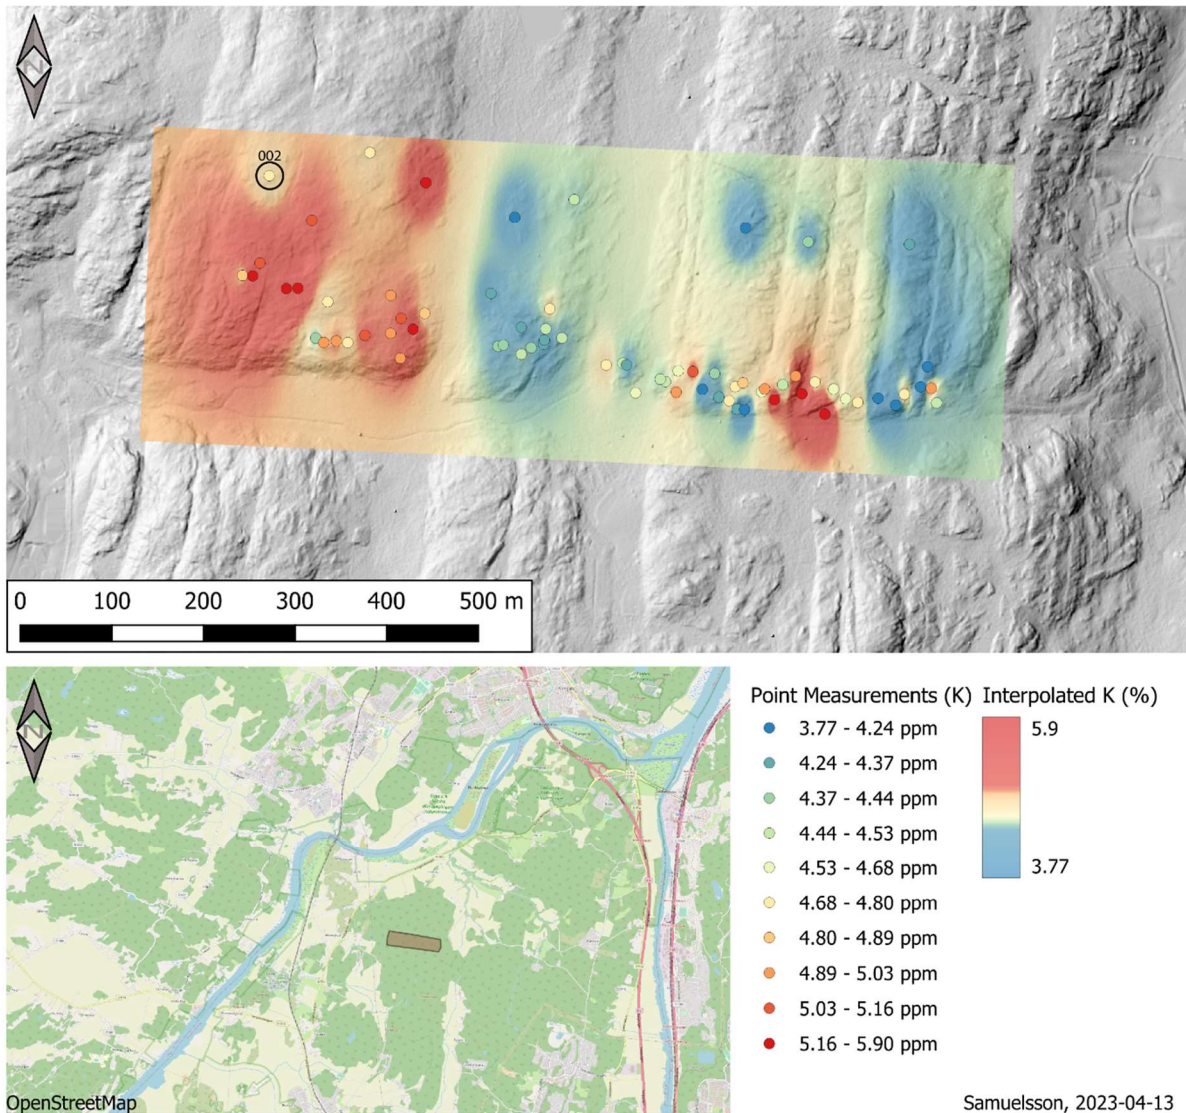 N
002
0 100 200 300 400 500 m
N
Point Measurements (K)
3.77 - 4.24 ppm
4.24 - 4.37 ppm
4.37 - 4.44 ppm
4.44 - 4.53 ppm
4.53 - 4.68 ppm
4.68 - 4.80 ppm
4.80 - 4.89 ppm
4.89 - 5.03 ppm
5.03 - 5.16 ppm
5.16 - 5.90 ppm
Interpolated K (%)
5.9
3.77
OpenStreetMap
Samuelsson, 2023-04-13